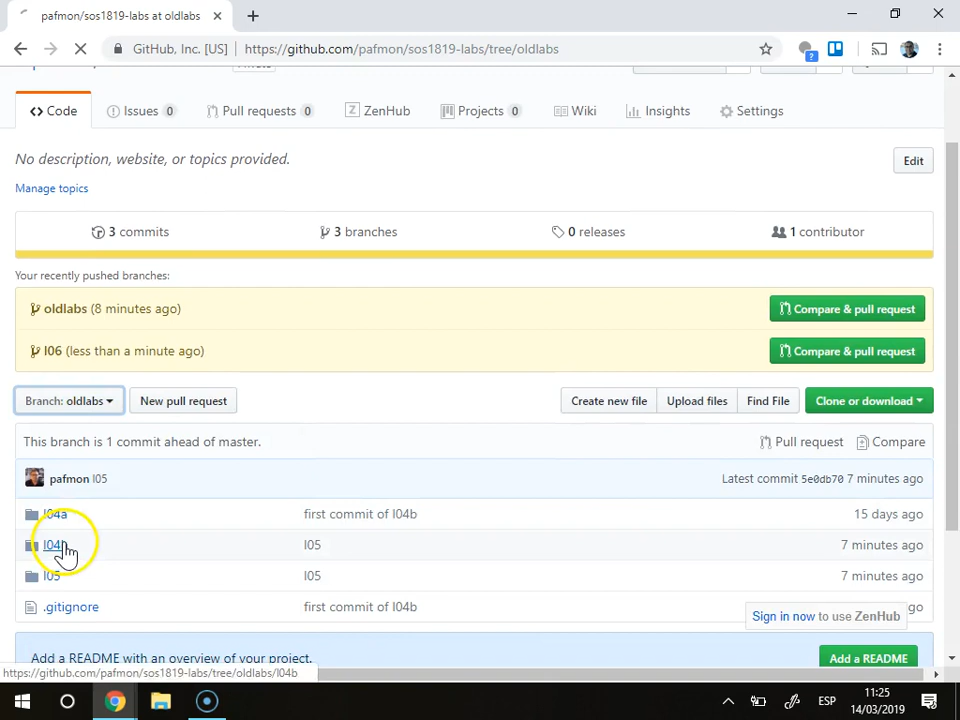 pafmon/sos1819-labs at oldlabs
GitHub, Inc. [US] https://github.com/pafmon/sos1819-labs/tree/oldlabs
Code Issues 0 Pull requests 0 ZenHub Projects 0 Wiki Insights Settings
No description, website, or topics provided. Edit
Manage topics
3 commits 3 branches 0 releases 1 contributor
Your recently pushed branches:
oldlabs (8 minutes ago) Compare & pull request
l06 (less than a minute ago) Compare & pull request
Branch: oldlabs New pull request Create new file Upload files Find File Clone or download
This branch is 1 commit ahead of master. Pull request Compare
pafmon l05 Latest commit 5e0db70 7 minutes ago
l04a first commit of l04b 15 days ago
l04b l05 7 minutes ago
l05 l05 7 minutes ago
.gitignore first commit of l04b go
Sign in now to use ZenHub
Add a README with an overview of your project. Add a README
https://github.com/pafmon/sos1819-labs/tree/oldlabs/l04b
ESP 11:25
14/03/2019